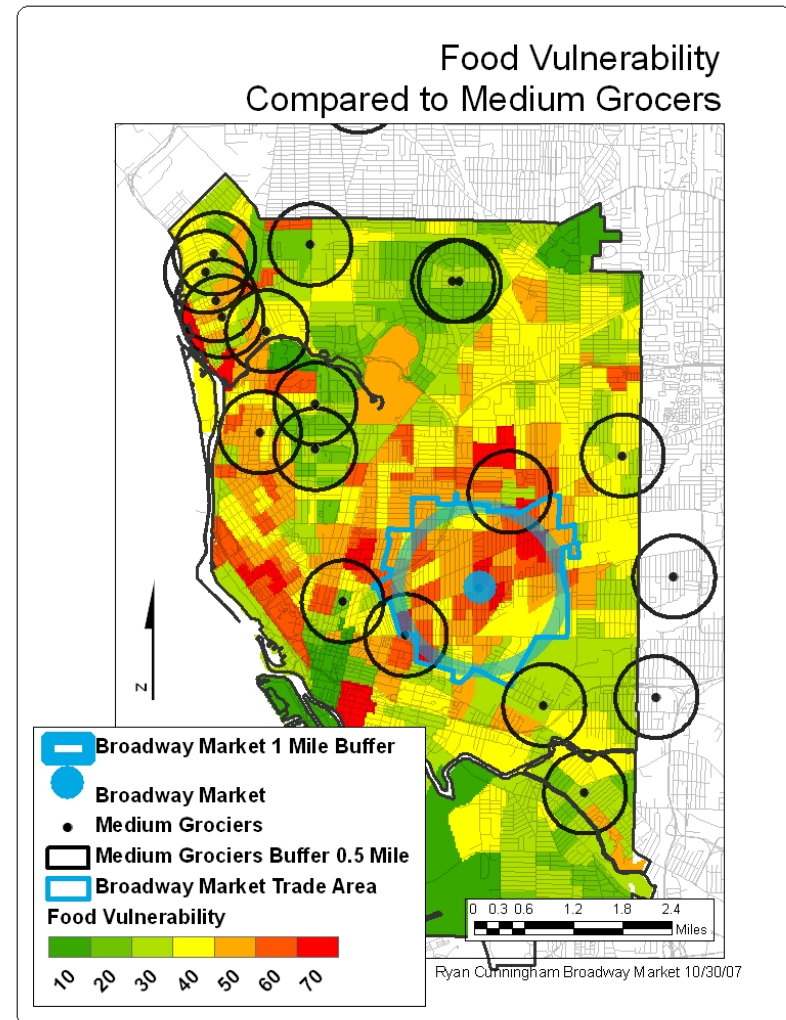 Food Vulnerability
Compared to Medium Grocers
N
Broadway Market 1 Mile Buffer
Broadway Market
Medium Grociers
Medium Grociers Buffer 0.5 Mile
Broadway Market Trade Area
Food Vulnerability
10 20 30 40 50 60 70
0 0.3 0.6 1.2 1.8 2.4
Miles
Ryan Cunningham Broadway Market 10/30/07